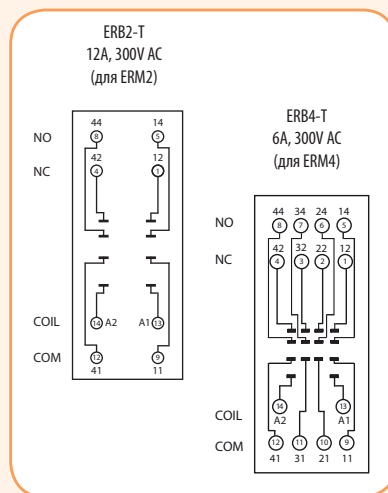 ERB2-T
12A, 300V AC
(для ERM2)
44 14
NO 8 5
42 12
NC 4 1
COIL 14 A2 A1 13
COM 12 9
41 11
ERB4-T
6A, 300V AC
(для ERM4)
44 34 24 14
NO 8 7 6 5
42 32 22 12
NC 4 3 2 1
14 13
COIL A2 A1
COM 12 11 10 9
41 31 21 11